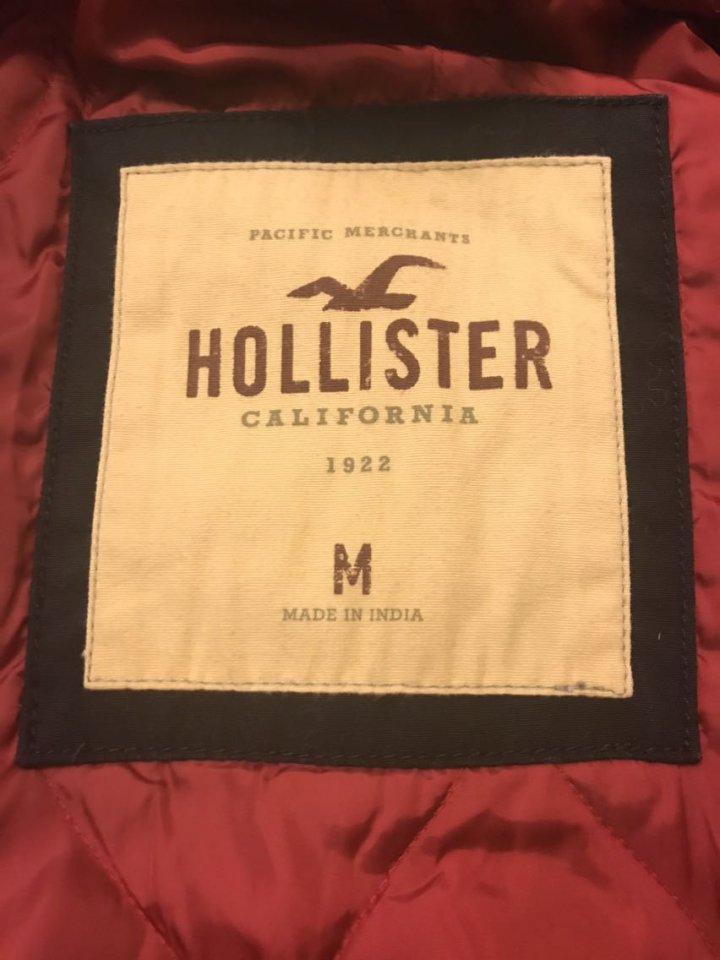 PACIFIC MERCHANTS
HOLLISTER
CALIFORNIA
1922
M
MADE IN INDIA